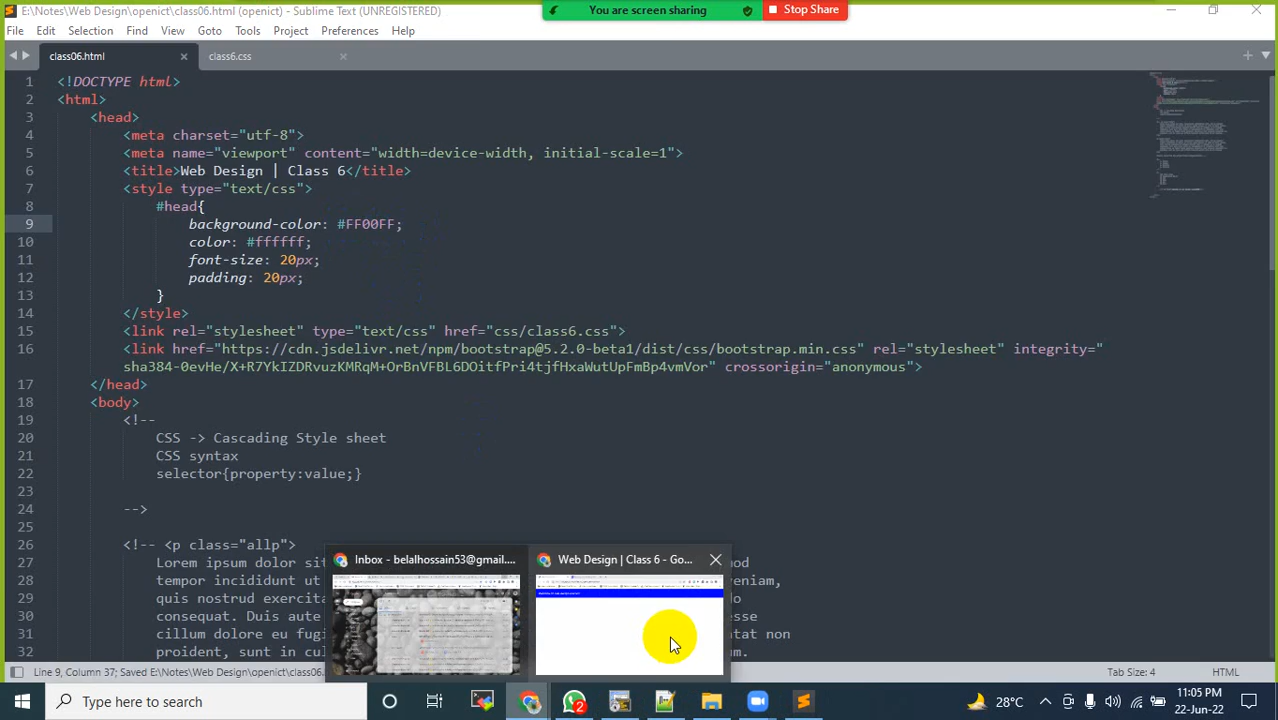 E:\Notes\Web Design\openict\class06.html (openict) - Sublime Text (UNREGISTERED)
You are screen sharing
Stop Share
File Edit Selection Find View Goto Tools Project Preferences Help
class06.html
class6.css
1 <!DOCTYPE html>
2 <html>
3 <head>
4 <meta charset="utf-8">
5 <meta name="viewport" content="width=device-width, initial-scale=1">
6 <title>Web Design | Class 6</title>
7 <style type="text/css">
8 #head{
9 background-color: #FF00FF;
10 color: #ffffff;
11 font-size: 20px;
12 padding: 20px;
13 }
14 </style>
15 <link rel="stylesheet" type="text/css" href="css/class6.css">
16 <link href="https://cdn.jsdelivr.net/npm/bootstrap@5.2.0-beta1/dist/css/bootstrap.min.css" rel="stylesheet" integrity="
sha384-0evHe/X+R7YkIZDRvuzKMRqM+OrBnVFBL6DOitfPri4tjfHxaWutUpFmBp4vmVor" crossorigin="anonymous">
17 </head>
18 <body>
19 <!--
20 CSS -> Cascading Style sheet
21 CSS syntax
22 selector{property:value;}
23
24 -->
25
26 <!-- <p class="allp">
27 Lorem ipsum dolor si
28 tempor incididunt ut veniam,
29 quis nostrud exercita
30 consequat. Duis aute
31 cillum dolore eu fugi tat non
32 proident, sunt in cul
Inbox - belalhossain53@gmail....
Web Design | Class 6 - Go...
Line 9, Column 37; Saved E:\Notes\Web Design\openict\class06.
Tab Size: 4
HTML
Type here to search
2
28°C
11:05 PM
22-Jun-22